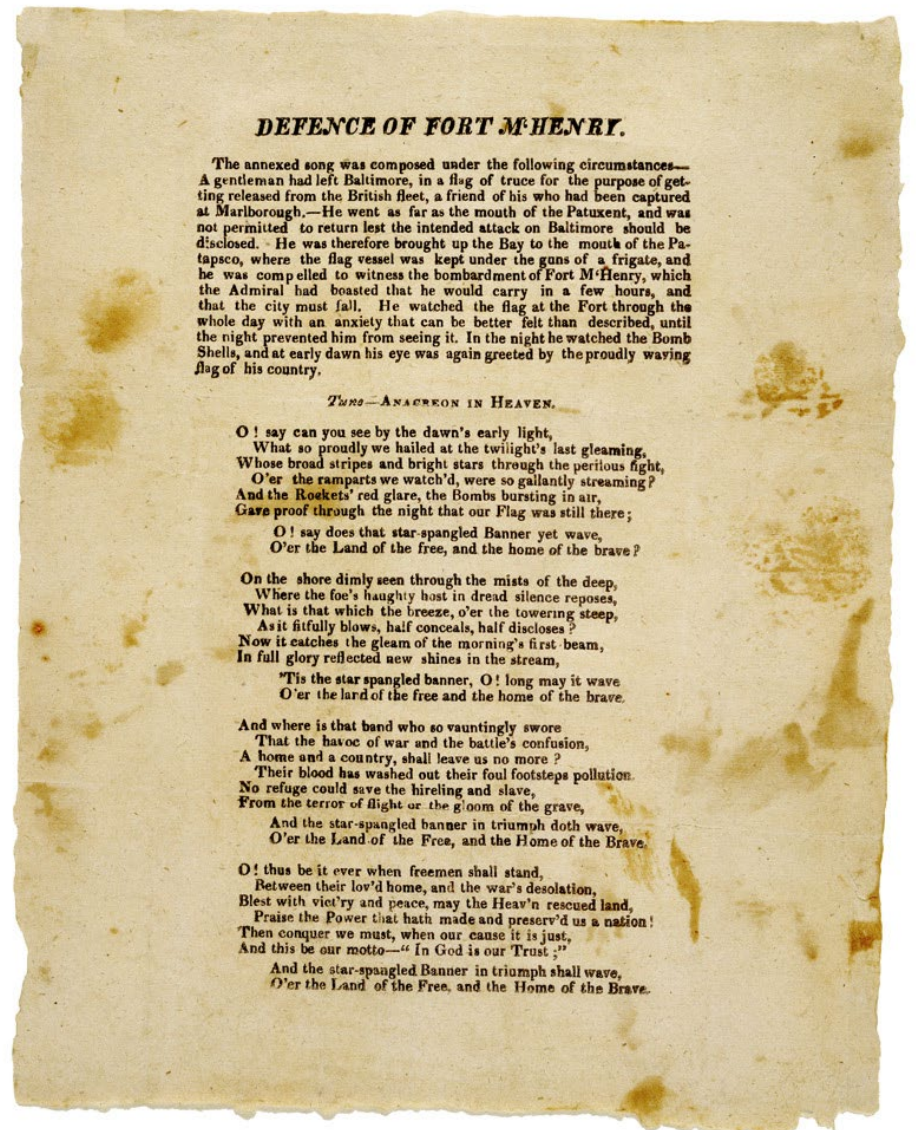 DEFENCE OF FORT M'HENRY.
The annexed song was composed under the following circumstances—
A gentleman had left Baltimore, in a flag of truce for the purpose of get-
ting released from the British fleet, a friend of his who had been captured
at Marlborough.—He went as far as the mouth of the Patuxent, and was
not permitted to return lest the intended attack on Baltimore should be
disclosed. He was therefore brought up the Bay to the mouth of the Pa-
tapsco, where the flag vessel was kept under the guns of a frigate, and
he was compelled to witness the bombardment of Fort M'Henry, which
the Admiral had boasted that he would carry in a few hours, and
that the city must fall. He watched the flag at the Fort through the
whole day with an anxiety that can be better felt than described, until
the night prevented him from seeing it. In the night he watched the Bomb
Shells, and at early dawn his eye was again greeted by the proudly waving
flag of his country.
Tune—ANACREON IN HEAVEN.
O! say can you see by the dawn's early light,
What so proudly we hailed at the twilight's last gleaming,
Whose broad stripes and bright stars through the perilous fight,
O'er the ramparts we watch'd, were so gallantly streaming?
And the Rockets' red glare, the Bombs bursting in air,
Gave proof through the night that our Flag was still there;
O! say does that star-spangled Banner yet wave,
O'er the Land of the free, and the home of the brave?
On the shore dimly seen through the mists of the deep,
Where the foe's haughty host in dread silence reposes,
What is that which the breeze, o'er the towering steep,
As it fitfully blows, half conceals, half discloses?
Now it catches the gleam of the morning's first beam,
In full glory reflected new shines in the stream,
'Tis the star spangled banner, O! long may it wave
O'er the land of the free and the home of the brave.
And where is that band who so vauntingly swore
That the havoc of war and the battle's confusion,
A home and a country, shall leave us no more?
Their blood has washed out their foul footsteps pollution.
No refuge could save the hireling and slave,
From the terror of flight or the gloom of the grave,
And the star-spangled banner in triumph doth wave,
O'er the Land of the Free, and the Home of the Brave.
O! thus be it ever when freemen shall stand,
Between their lov'd home, and the war's desolation,
Blest with vict'ry and peace, may the Heav'n rescued land,
Praise the Power that hath made and preserv'd us a nation!
Then conquer we must, when our cause it is just,
And this be our motto—"In God is our Trust;"
And the star-spangled Banner in triumph shall wave,
O'er the Land of the Free, and the Home of the Brave.